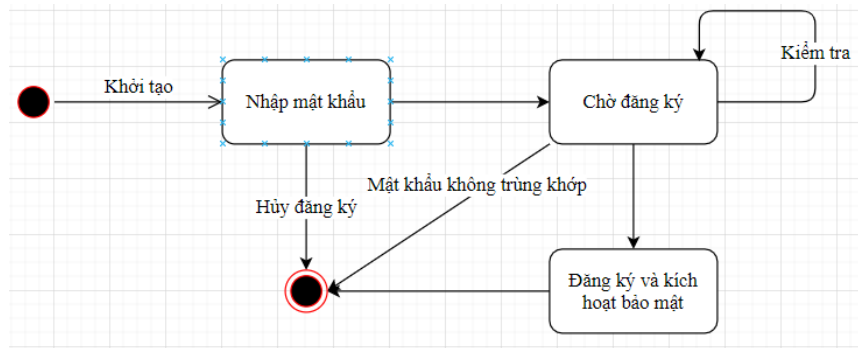 Kiểm tra
Khởi tạo
Nhập mật khẩu
Chờ đăng ký
Mật khẩu không trùng khớp
Hủy đăng ký
Đăng ký và kích
hoạt bảo mật